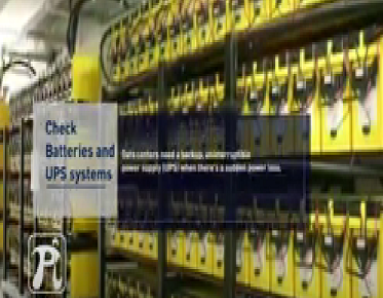 Check
Batteries and
UPS systems
Data centers need a backup, uninterruptible
power supply (UPS) when there's a sudden power loss.